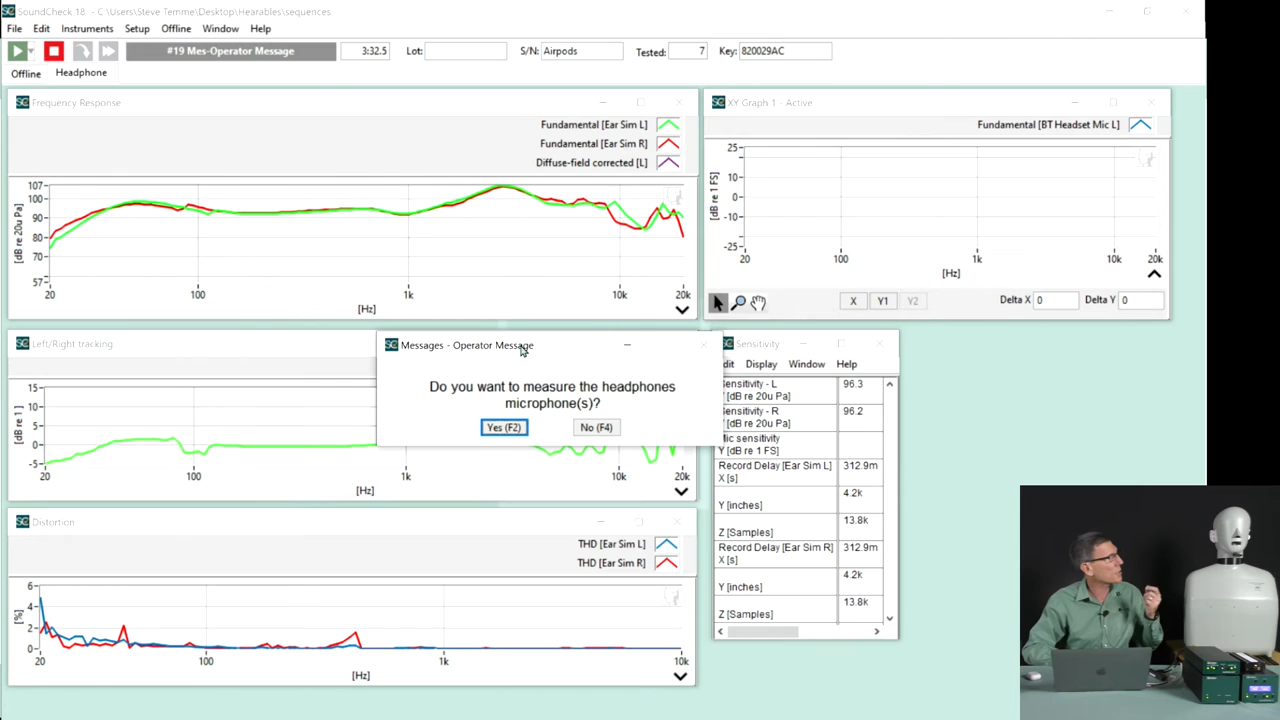 SC SoundCheck 18 - C:\Users\Steve Temme\Desktop\Hearables\sequences
File Edit Instruments Setup Offline Window Help
#19 Mes-Operator Message 3:32.5 Lot: S/N: Airpods Tested: 7 Key: 820029AC
Offline Headphone
SC Frequency Response
Fundamental [Ear Sim L]
Fundamental [Ear Sim R]
Diffuse-field corrected [L]
[dB re 20u Pa]
107
100
90
80
70
57
20 100 1k 10k 20k
[Hz]
SC XY Graph 1 - Active
Fundamental [BT Headset Mic L]
[dB re 1 FS]
25
10
0
-10
-25
20 100 1k 10k 20k
[Hz]
X Y1 Y2 Delta X 0 Delta Y 0
SC Left/Right tracking
[dB re 1]
15
10
5
0
-5
20 100 1k 10k 20k
[Hz]
SC Messages - Operator Message
Do you want to measure the headphones
microphone(s)?
Yes (F2) No (F4)
SC Sensitivity
dit Display Window Help
Sensitivity - L 96.3
Y [dB re 20u Pa]
Sensitivity - R 96.2
Y [dB re 20u Pa]
Mic sensitivity
Y [dB re 1 FS]
Record Delay [Ear Sim L] 312.9m
X [s]
4.2k
Y [inches]
13.8k
Z [Samples]
Record Delay [Ear Sim R] 312.9m
X [s]
4.2k
Y [inches]
13.8k
Z [Samples]
SC Distortion
THD [Ear Sim L]
THD [Ear Sim R]
[%]
6
4
2
0
20 100 1k 10k
[Hz]